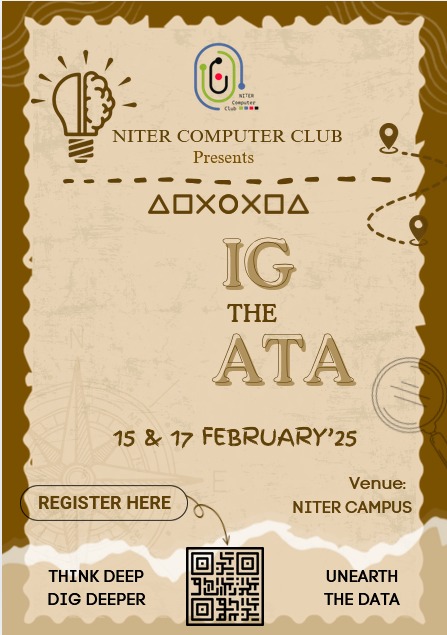 NITER
Computer
Club
NITER COMPUTER CLUB
Presents
IG
THE
ATA
15 & 17 FEBRUARY'25
Venue:
NITER CAMPUS
REGISTER HERE
THINK DEEP
DIG DEEPER
UNEARTH
THE DATA
N
E